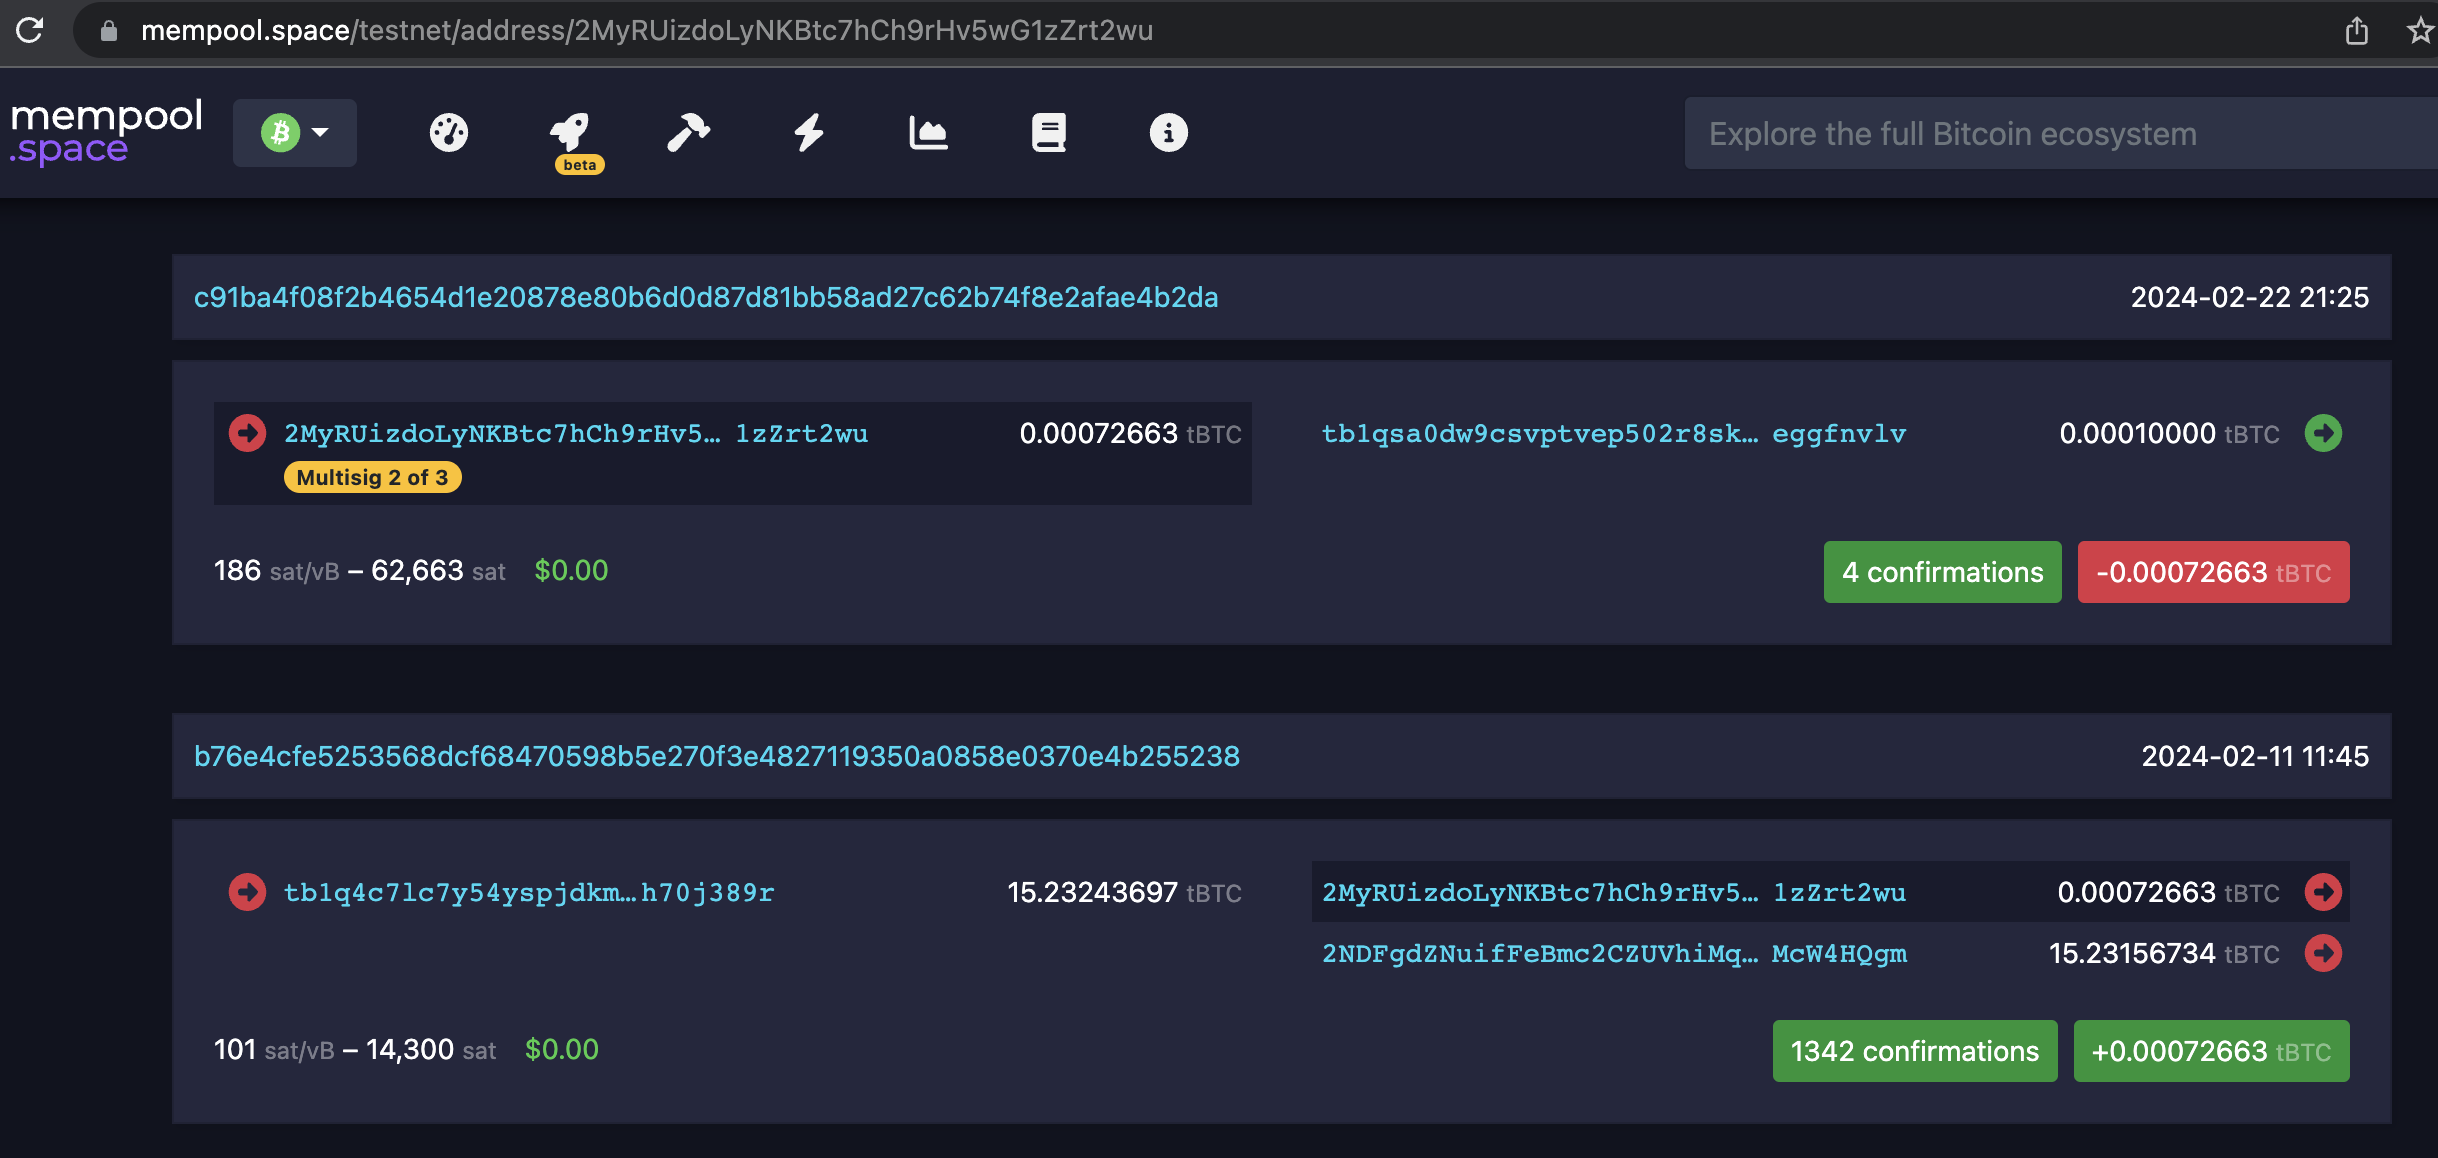 mempool.space/testnet/address/2MyRUizdoLyNKBtc7hCh9rHv5wG1zZrt2wu
mempool
.space
beta
Explore the full Bitcoin ecosystem
c91ba4f08f2b4654d1e20878e80b6d0d87d81bb58ad27c62b74f8e2afae4b2da 2024-02-22 21:25
2MyRUizdoLyNKBtc7hCh9rHv5… 1zZrt2wu 0.00072663 tBTC tb1qsa0dw9csvptvep502r8sk… eggfnvlv 0.00010000 tBTC
Multisig 2 of 3
186 sat/vB – 62,663 sat $0.00 4 confirmations -0.00072663 tBTC
b76e4cfe5253568dcf68470598b5e270f3e4827119350a0858e0370e4b255238 2024-02-11 11:45
tb1q4c7lc7y54yspjdkm…h70j389r 15.23243697 tBTC 2MyRUizdoLyNKBtc7hCh9rHv5… 1zZrt2wu 0.00072663 tBTC
2NDFgdZNuifFeBmc2CZUVhiMq… McW4HQgm 15.23156734 tBTC
101 sat/vB – 14,300 sat $0.00 1342 confirmations +0.00072663 tBTC